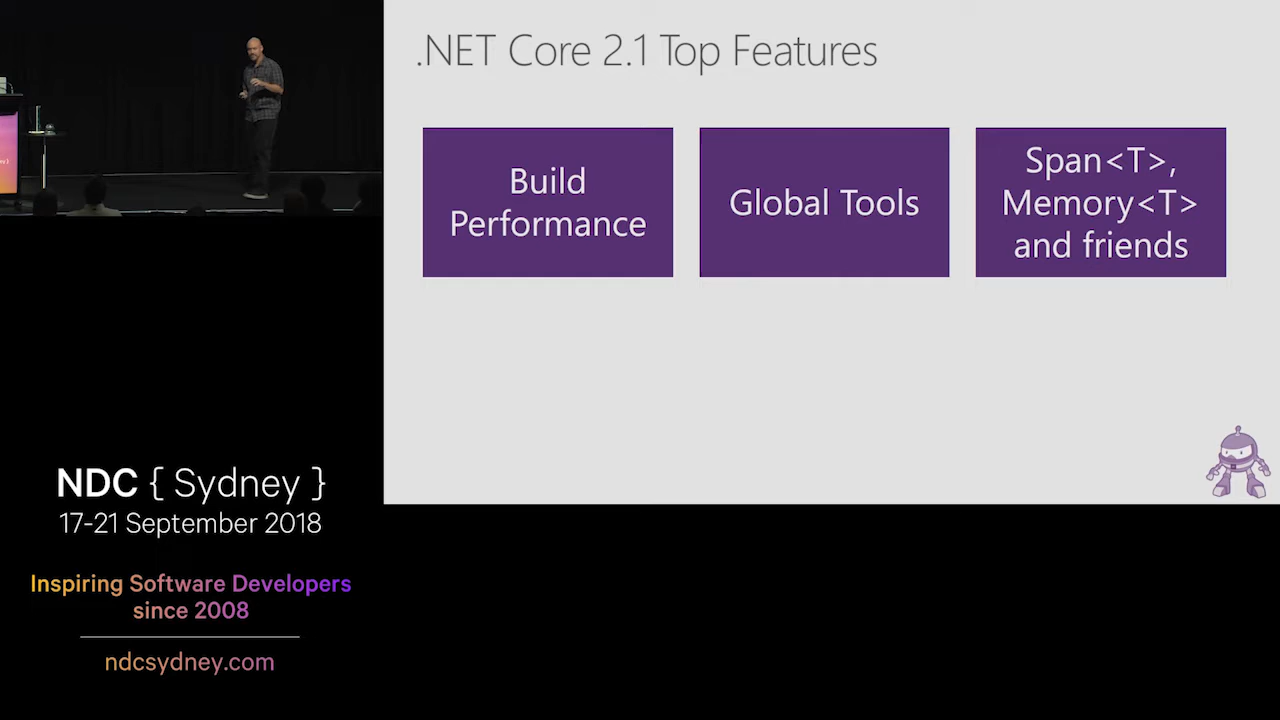 .NET Core 2.1 Top Features
Build
Performance
Global Tools
Span<T>,
Memory<T>
and friends
NDC { Sydney }
17-21 September 2018
Inspiring Software Developers
since 2008
ndcsydney.com